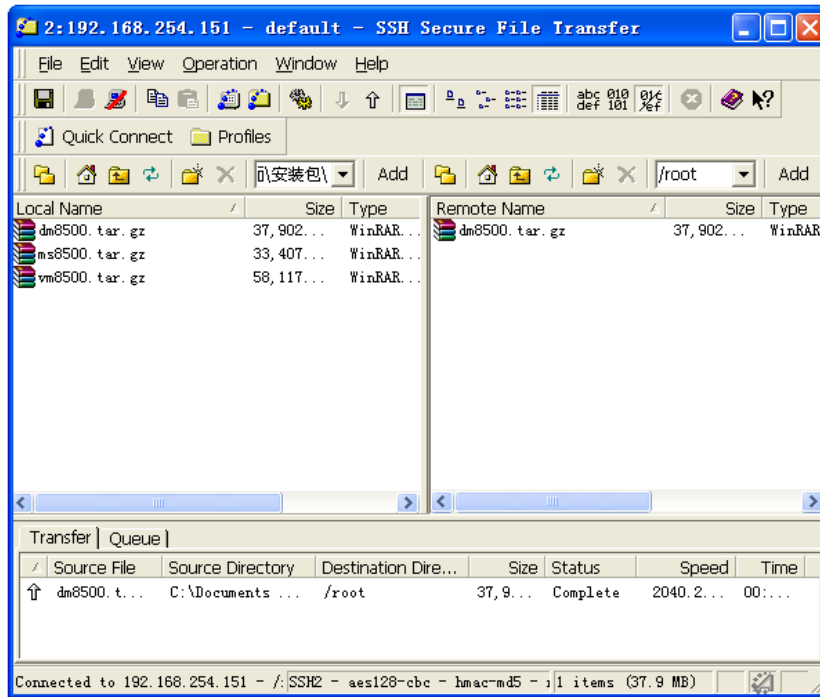 2:192.168.254.151 - default - SSH Secure File Transfer
File Edit View Operation Window Help
abc def 010 101
Quick Connect Profiles
安装包\ Add /root Add
Local Name Size Type Remote Name Size Type
dm8500.tar.gz 37,902... WinRAR... dm8500.tar.gz 37,902... WinRAR
ms8500.tar.gz 33,407... WinRAR...
vm8500.tar.gz 58,117... WinRAR...
Transfer Queue
Source File Source Directory Destination Dire... Size Status Speed Time
dm8500.t... C:\Documents ... /root 37,9... Complete 2040.2... 00:...
Connected to 192.168.254.151 - /: SSH2 - aes128-cbc - hmac-md5 - 1 items (37.9 MB)